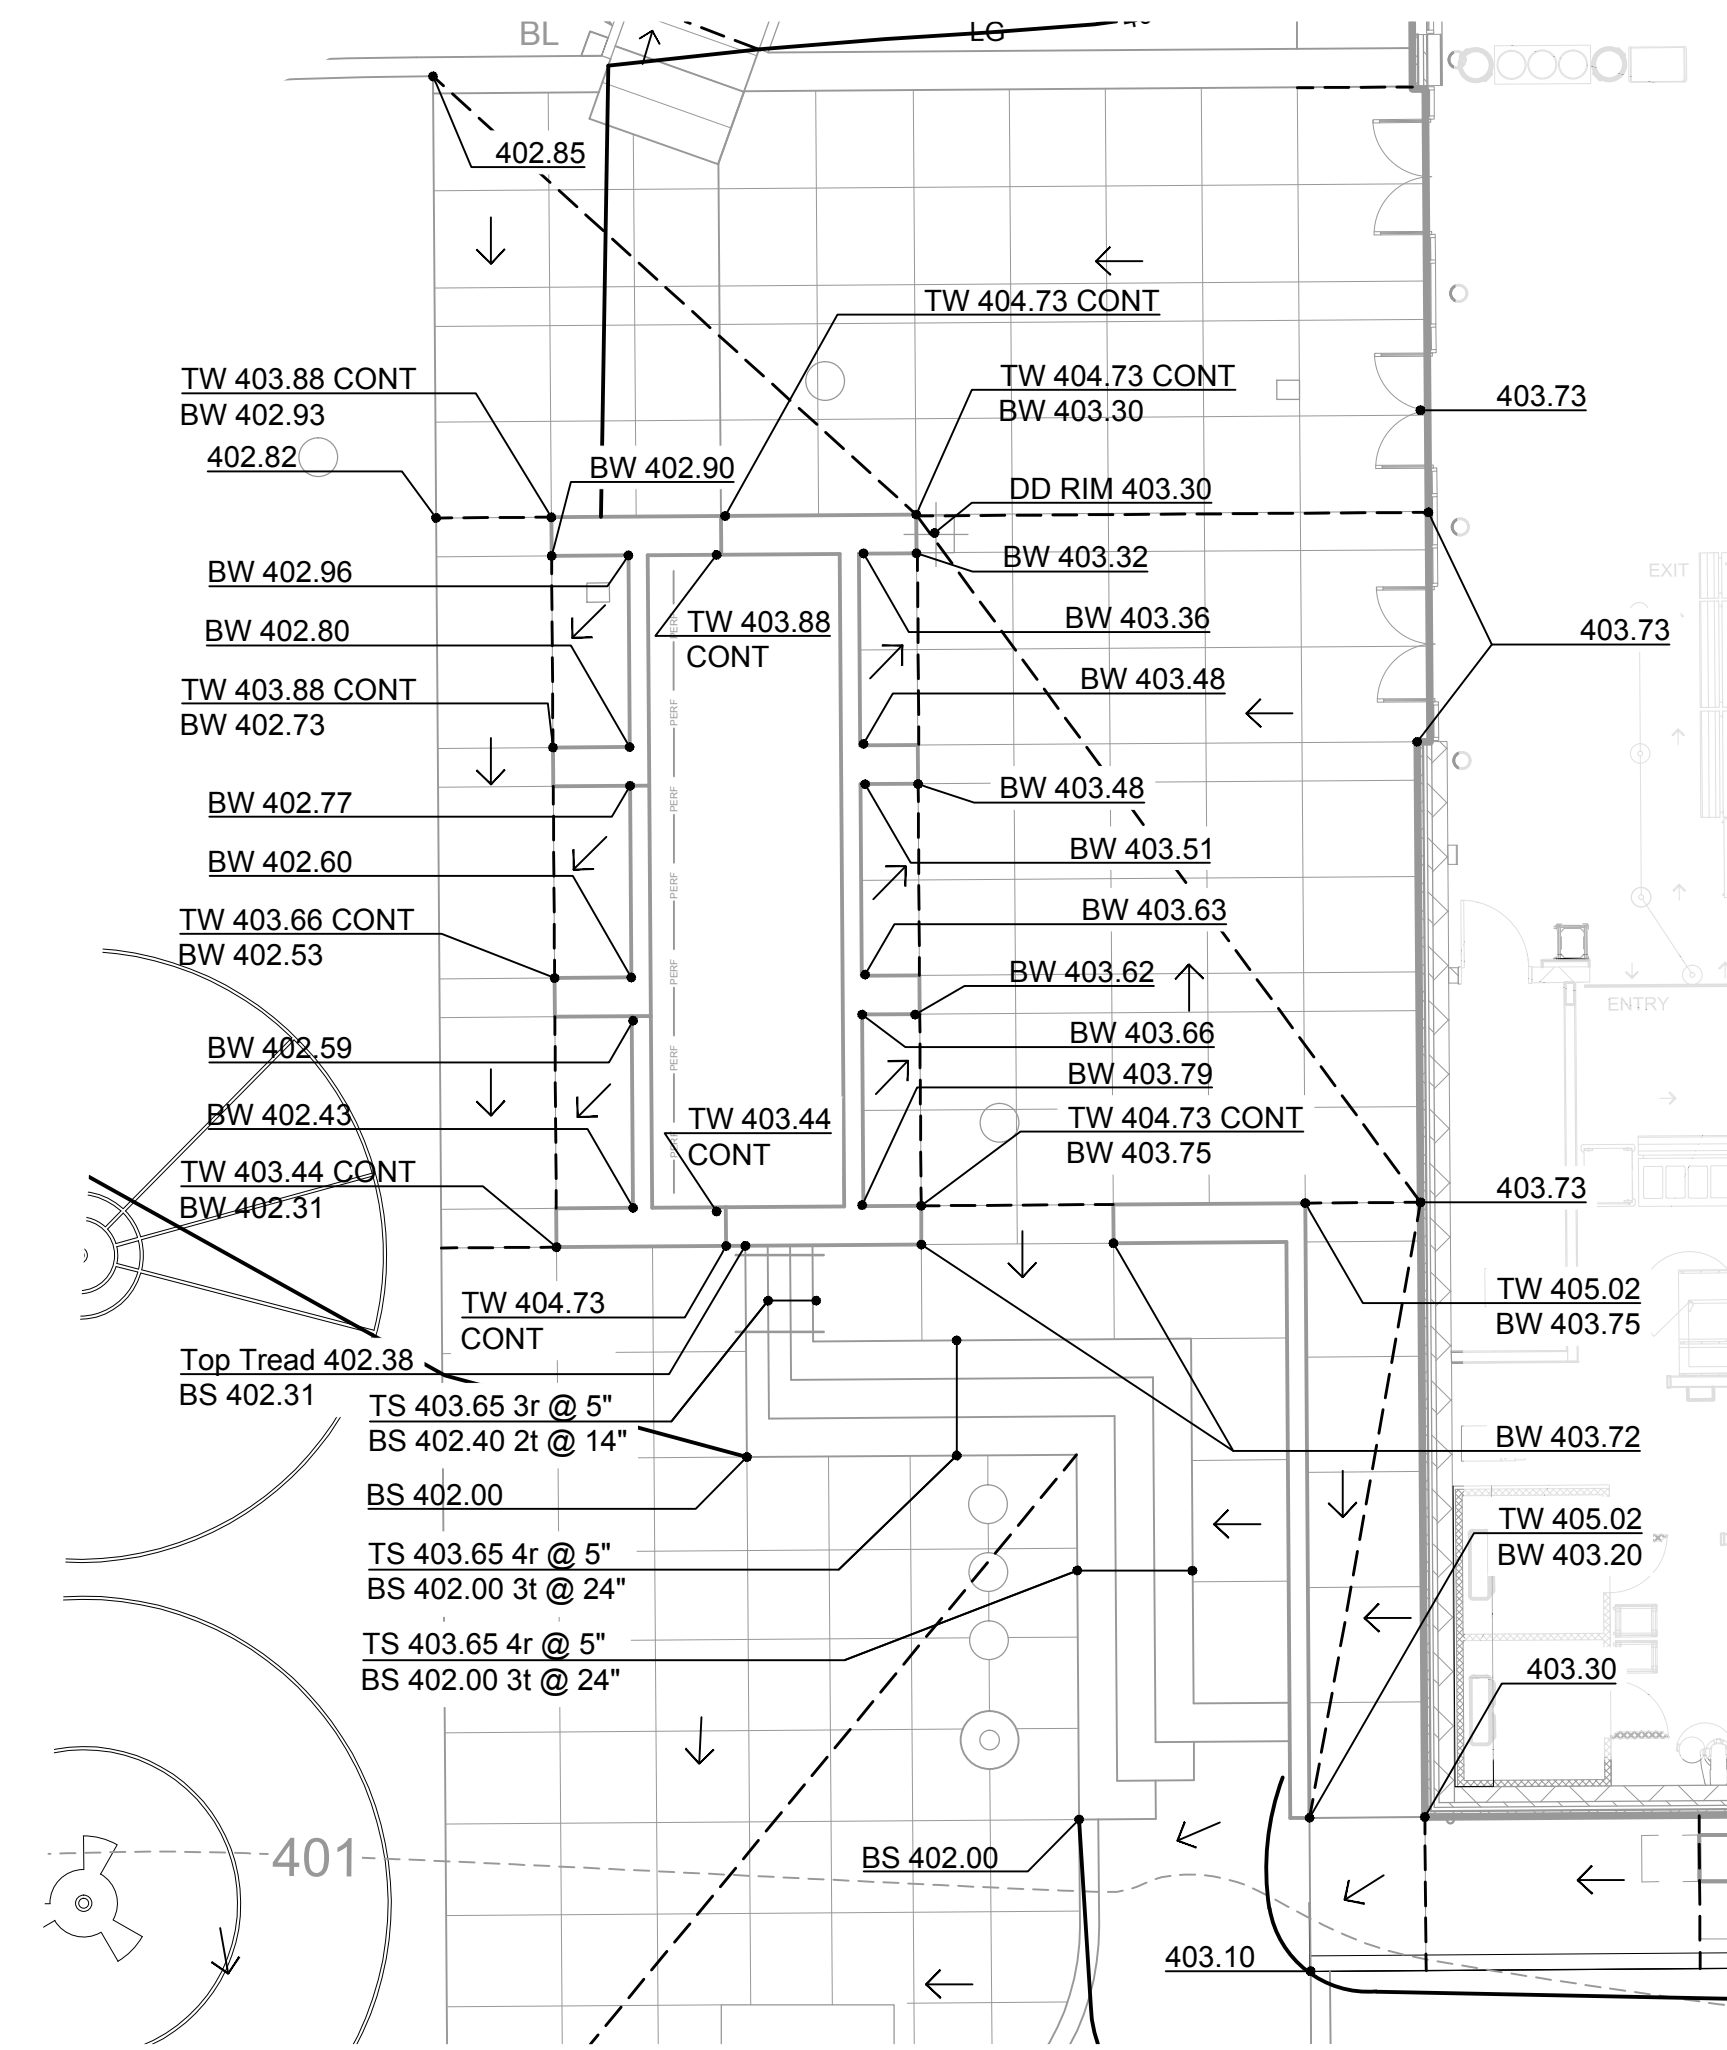 BL
LG
402.85
TW 404.73 CONT
TW 403.88 CONT
BW 402.93
TW 404.73 CONT
BW 403.30
403.73
402.82
BW 402.90
DD RIM 403.30
BW 402.96
BW 403.32
EXIT
BW 402.80
TW 403.88
CONT
BW 403.36
403.73
PERF
TW 403.88 CONT
BW 402.73
BW 403.48
PERF
BW 402.77
BW 403.48
PERF
BW 402.60
BW 403.51
PERF
TW 403.66 CONT
BW 402.53
BW 403.63
PERF
BW 403.62
ENTRY
BW 402.59
BW 403.66
PERF
BW 403.79
BW 402.43
TW 403.44
CONT
PERF
TW 404.73 CONT
BW 403.75
TW 403.44 CONT
BW 402.31
403.73
TW 404.73
CONT
TW 405.02
BW 403.75
Top Tread 402.38
BS 402.31
TS 403.65 3r @ 5"
BS 402.40 2t @ 14"
BW 403.72
BS 402.00
TW 405.02
BW 403.20
TS 403.65 4r @ 5"
BS 402.00 3t @ 24"
TS 403.65 4r @ 5"
BS 402.00 3t @ 24"
403.30
401
BS 402.00
403.10